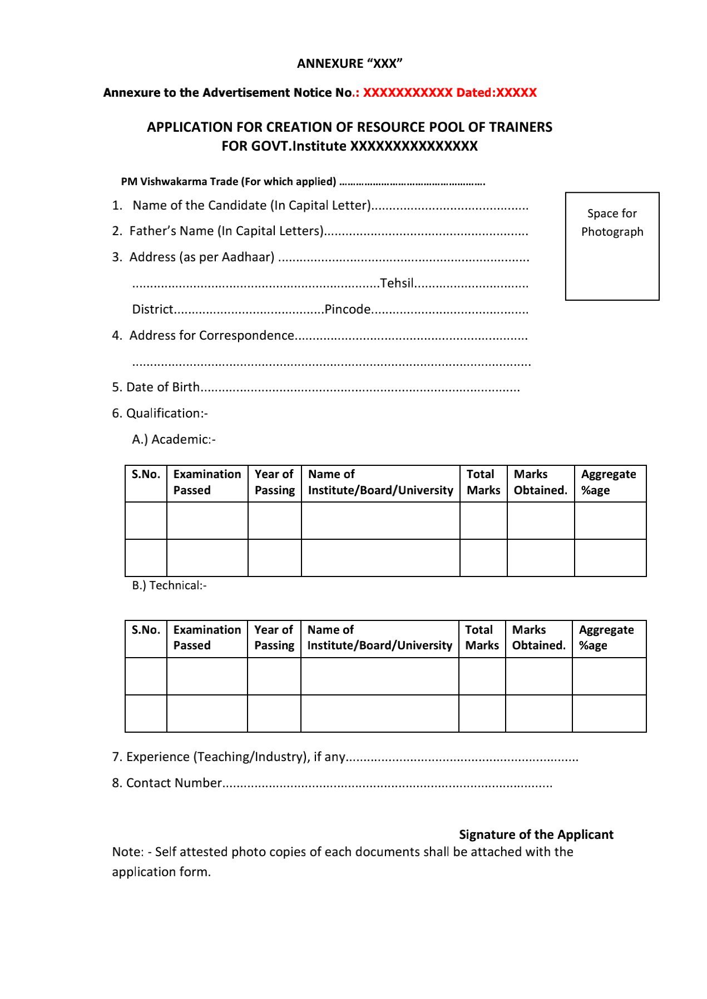 ANNEXURE “XXX”
Annexure to the Advertisement Notice No.: XXXXXXXXXXX Dated:XXXXX
APPLICATION FOR CREATION OF RESOURCE POOL OF TRAINERS
FOR GOVT.Institute XXXXXXXXXXXXXXX
PM Vishwakarma Trade (For which applied) …………………………………………….
1. Name of the Candidate (In Capital Letter)............................................
Space for
Photograph
2. Father’s Name (In Capital Letters).........................................................
3. Address (as per Aadhaar) ......................................................................
.....................................................................Tehsil................................
District..........................................Pincode............................................
4. Address for Correspondence.................................................................
...............................................................................................................
5. Date of Birth.........................................................................................
6. Qualification:-
A.) Academic:-
S.No. Examination Passed Year of Passing Name of Institute/Board/University Total Marks Marks Obtained. Aggregate %age
B.) Technical:-
S.No. Examination Passed Year of Passing Name of Institute/Board/University Total Marks Marks Obtained. Aggregate %age
7. Experience (Teaching/Industry), if any.................................................................
8. Contact Number............................................................................................
Signature of the Applicant
Note: - Self attested photo copies of each documents shall be attached with the
application form.